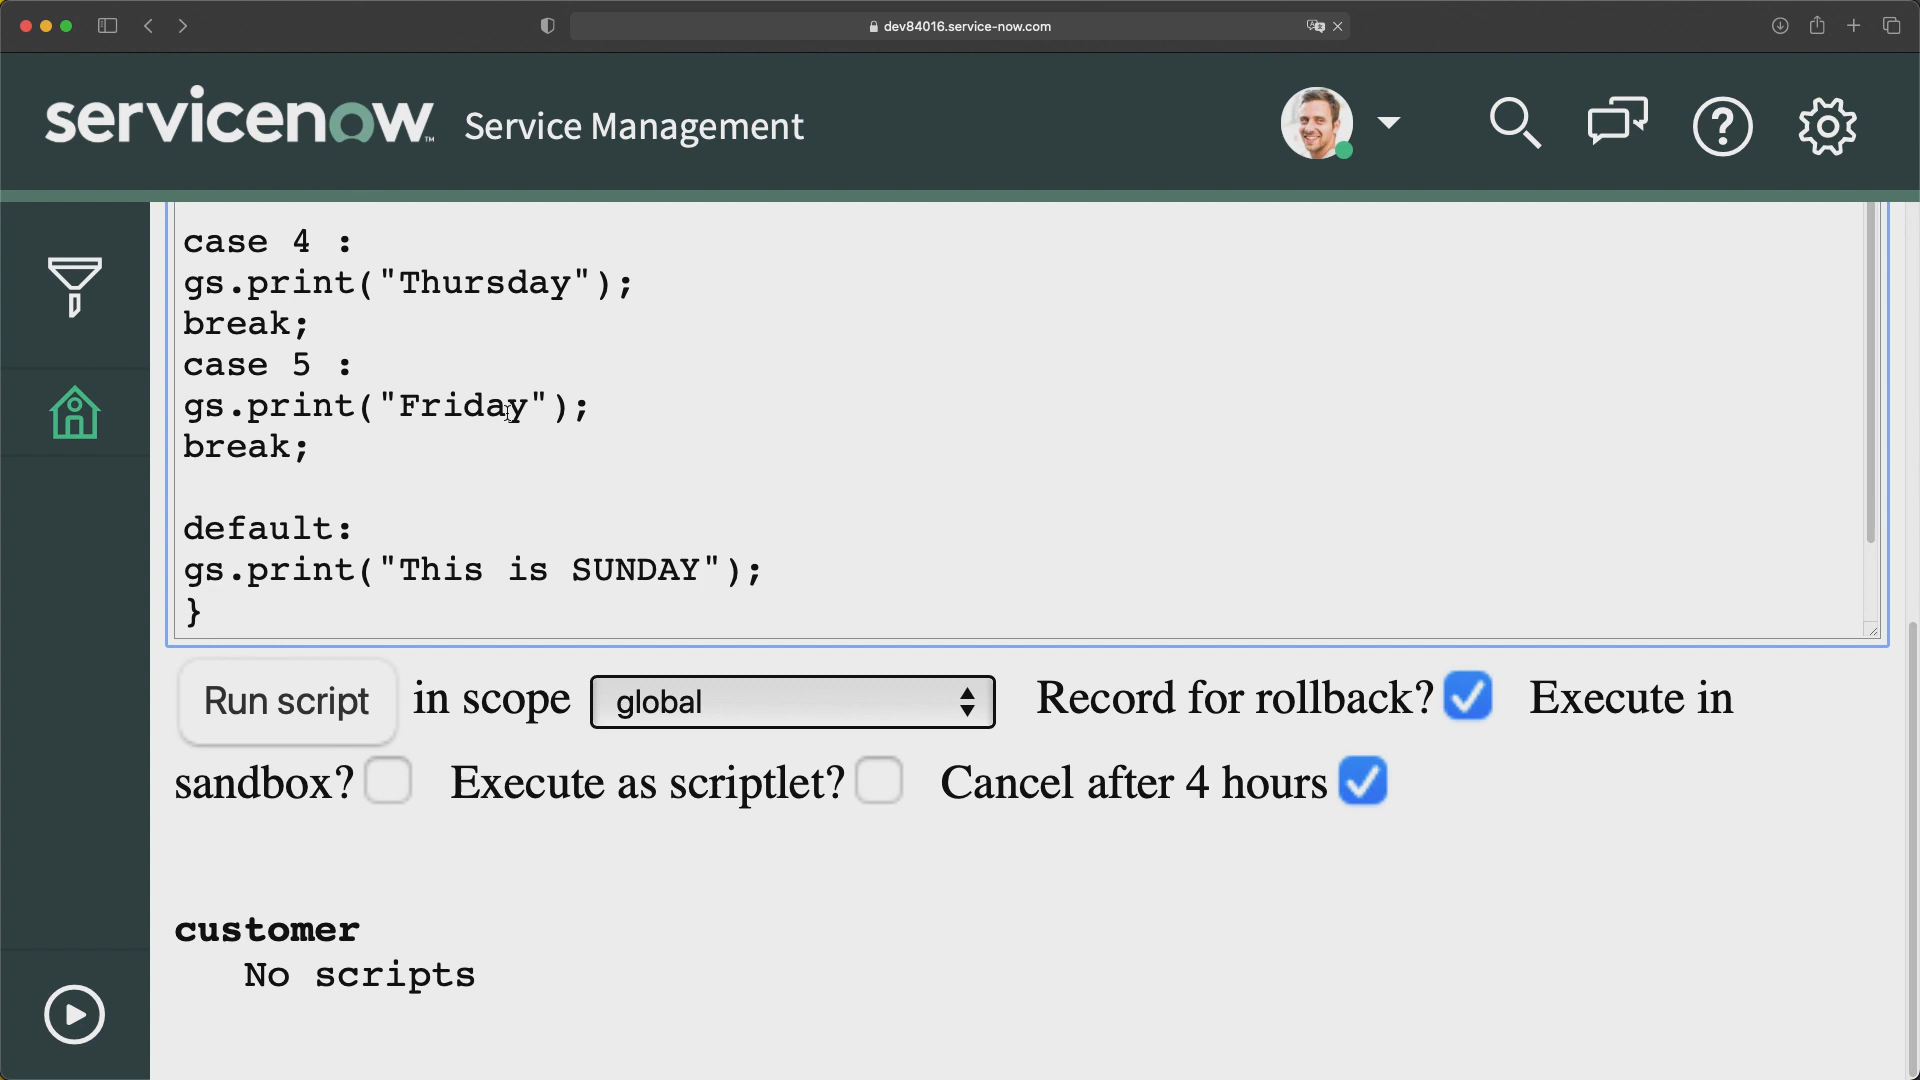 dev84016.service-now.com
servicenow™ Service Management
case 4 :
gs.print("Thursday");
break;
case 5 :
gs.print("Friday");
break;
default:
gs.print("This is SUNDAY");
}
Run script in scope global Record for rollback? Execute in
sandbox? Execute as scriptlet? Cancel after 4 hours
customer
No scripts